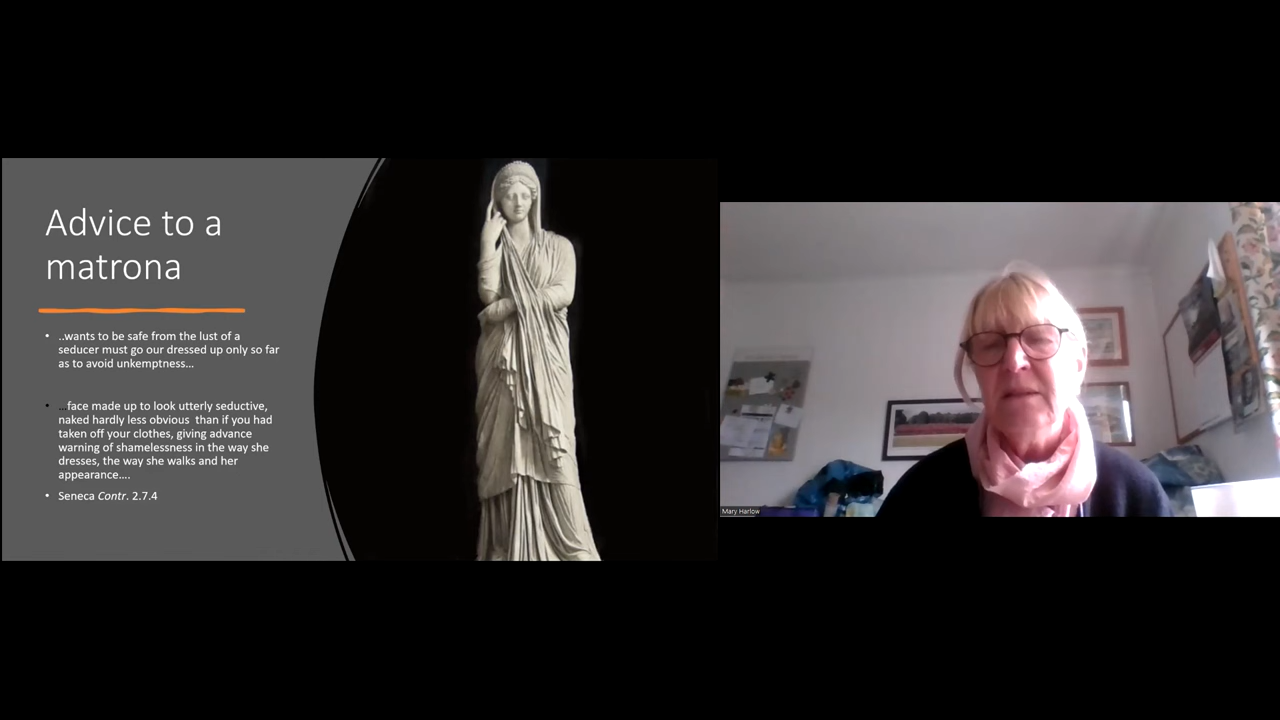 Advice to a
matrona
• ..wants to be safe from the lust of a
seducer must go our dressed up only so far
as to avoid unkemptness...
• ...face made up to look utterly seductive,
naked hardly less obvious than if you had
taken off your clothes, giving advance
warning of shamelessness in the way she
dresses, the way she walks and her
appearance....
• Seneca Contr. 2.7.4
Mary Harlow